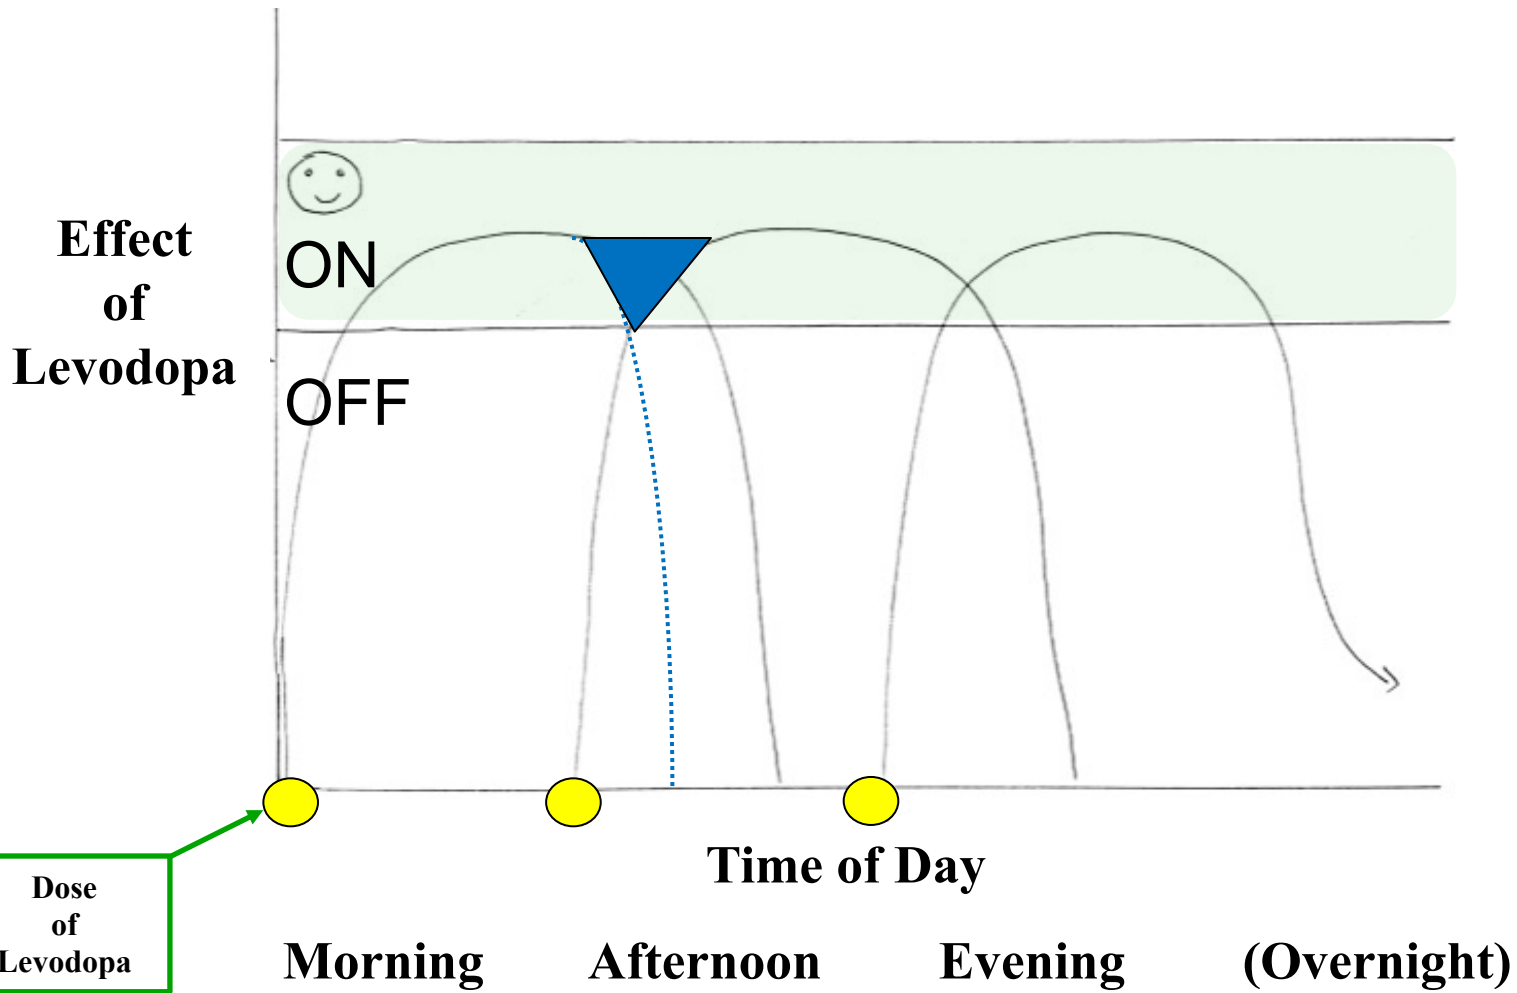 Effect
of
Levodopa
ON
OFF
Dose
of
Levodopa
Time of Day
Morning Afternoon Evening (Overnight)